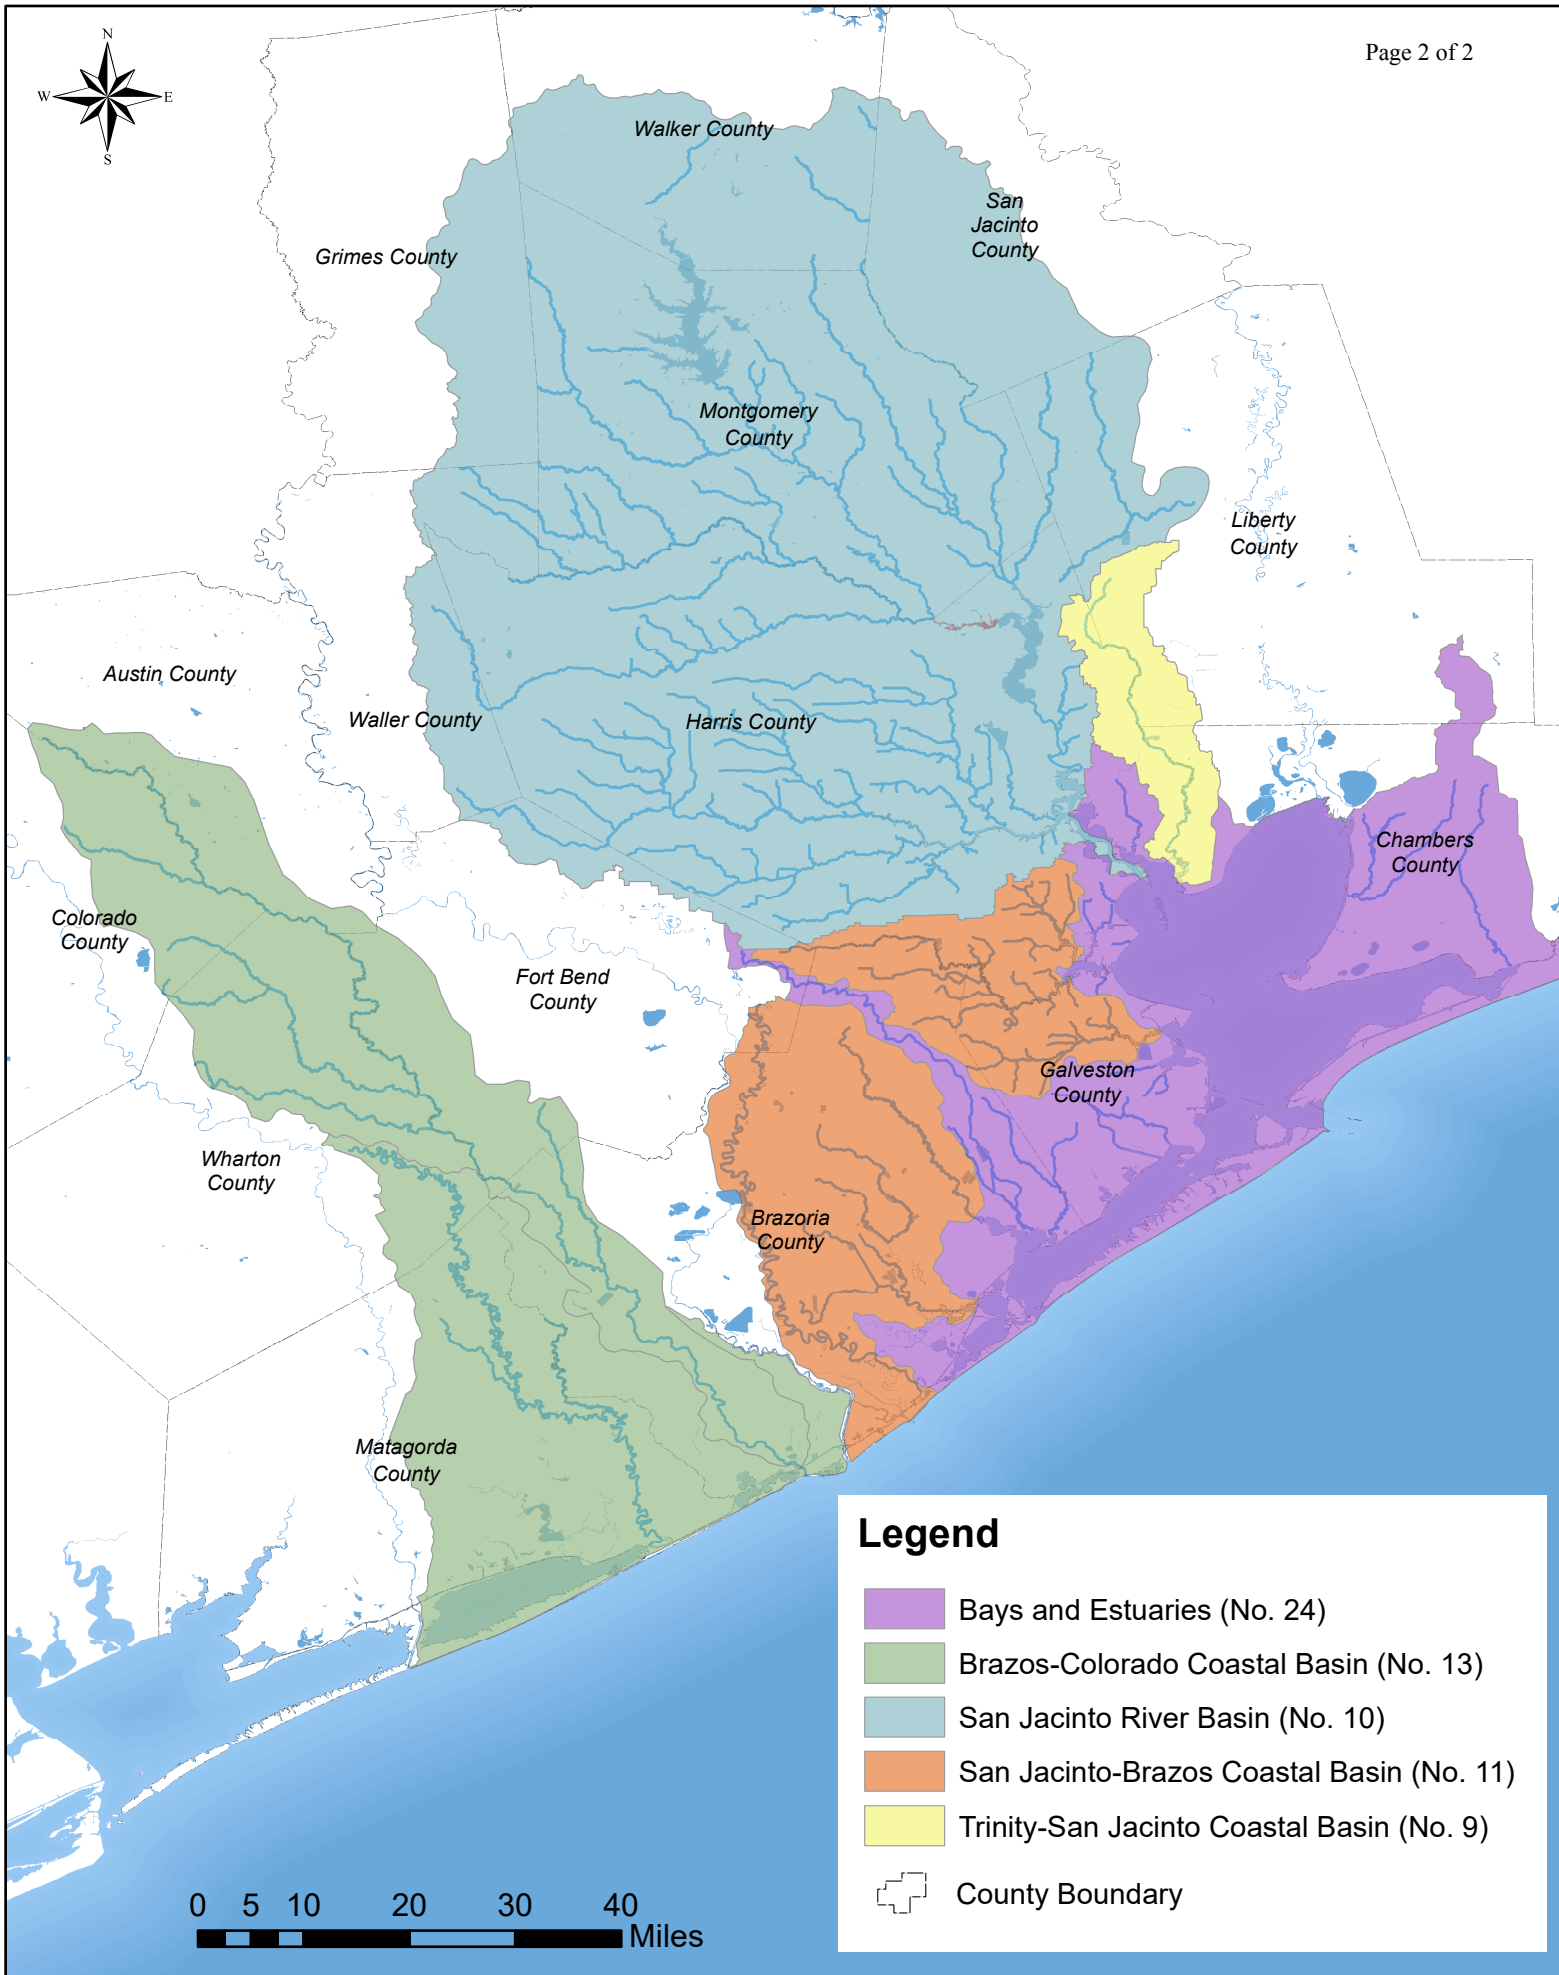 Page 2 of 2
N
W
E
S
Walker County
San
Jacinto
County
Grimes County
Montgomery
County
Liberty
County
Austin County
Waller County
Harris County
Chambers
County
Colorado
County
Fort Bend
County
Galveston
County
Wharton
County
Brazoria
County
Matagorda
County
Legend
Bays and Estuaries (No. 24)
Brazos-Colorado Coastal Basin (No. 13)
San Jacinto River Basin (No. 10)
San Jacinto-Brazos Coastal Basin (No. 11)
Trinity-San Jacinto Coastal Basin (No. 9)
County Boundary
0 5 10 20 30 40
Miles